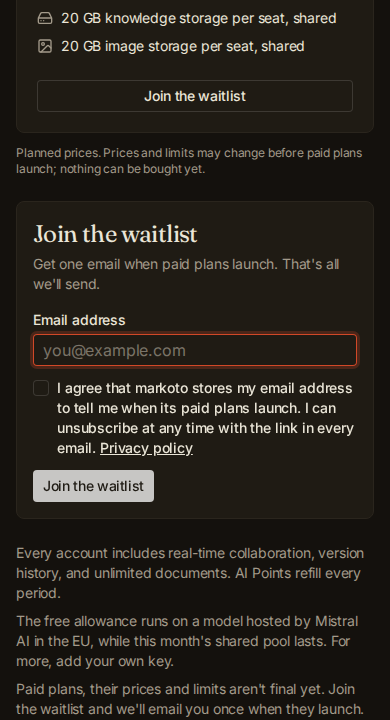 20 GB knowledge storage per seat, shared
20 GB image storage per seat, shared
Join the waitlist
Planned prices. Prices and limits may change before paid plans
launch; nothing can be bought yet.
Join the waitlist
Get one email when paid plans launch. That's all
we'll send.
Email address
you@example.com
I agree that markoto stores my email address
to tell me when its paid plans launch. I can
unsubscribe at any time with the link in every
email. Privacy policy
Join the waitlist
Every account includes real-time collaboration, version
history, and unlimited documents. AI Points refill every
period.
The free allowance runs on a model hosted by Mistral
AI in the EU, while this month's shared pool lasts. For
more, add your own key.
Paid plans, their prices and limits aren't final yet. Join
the waitlist and we'll email you once when they launch.